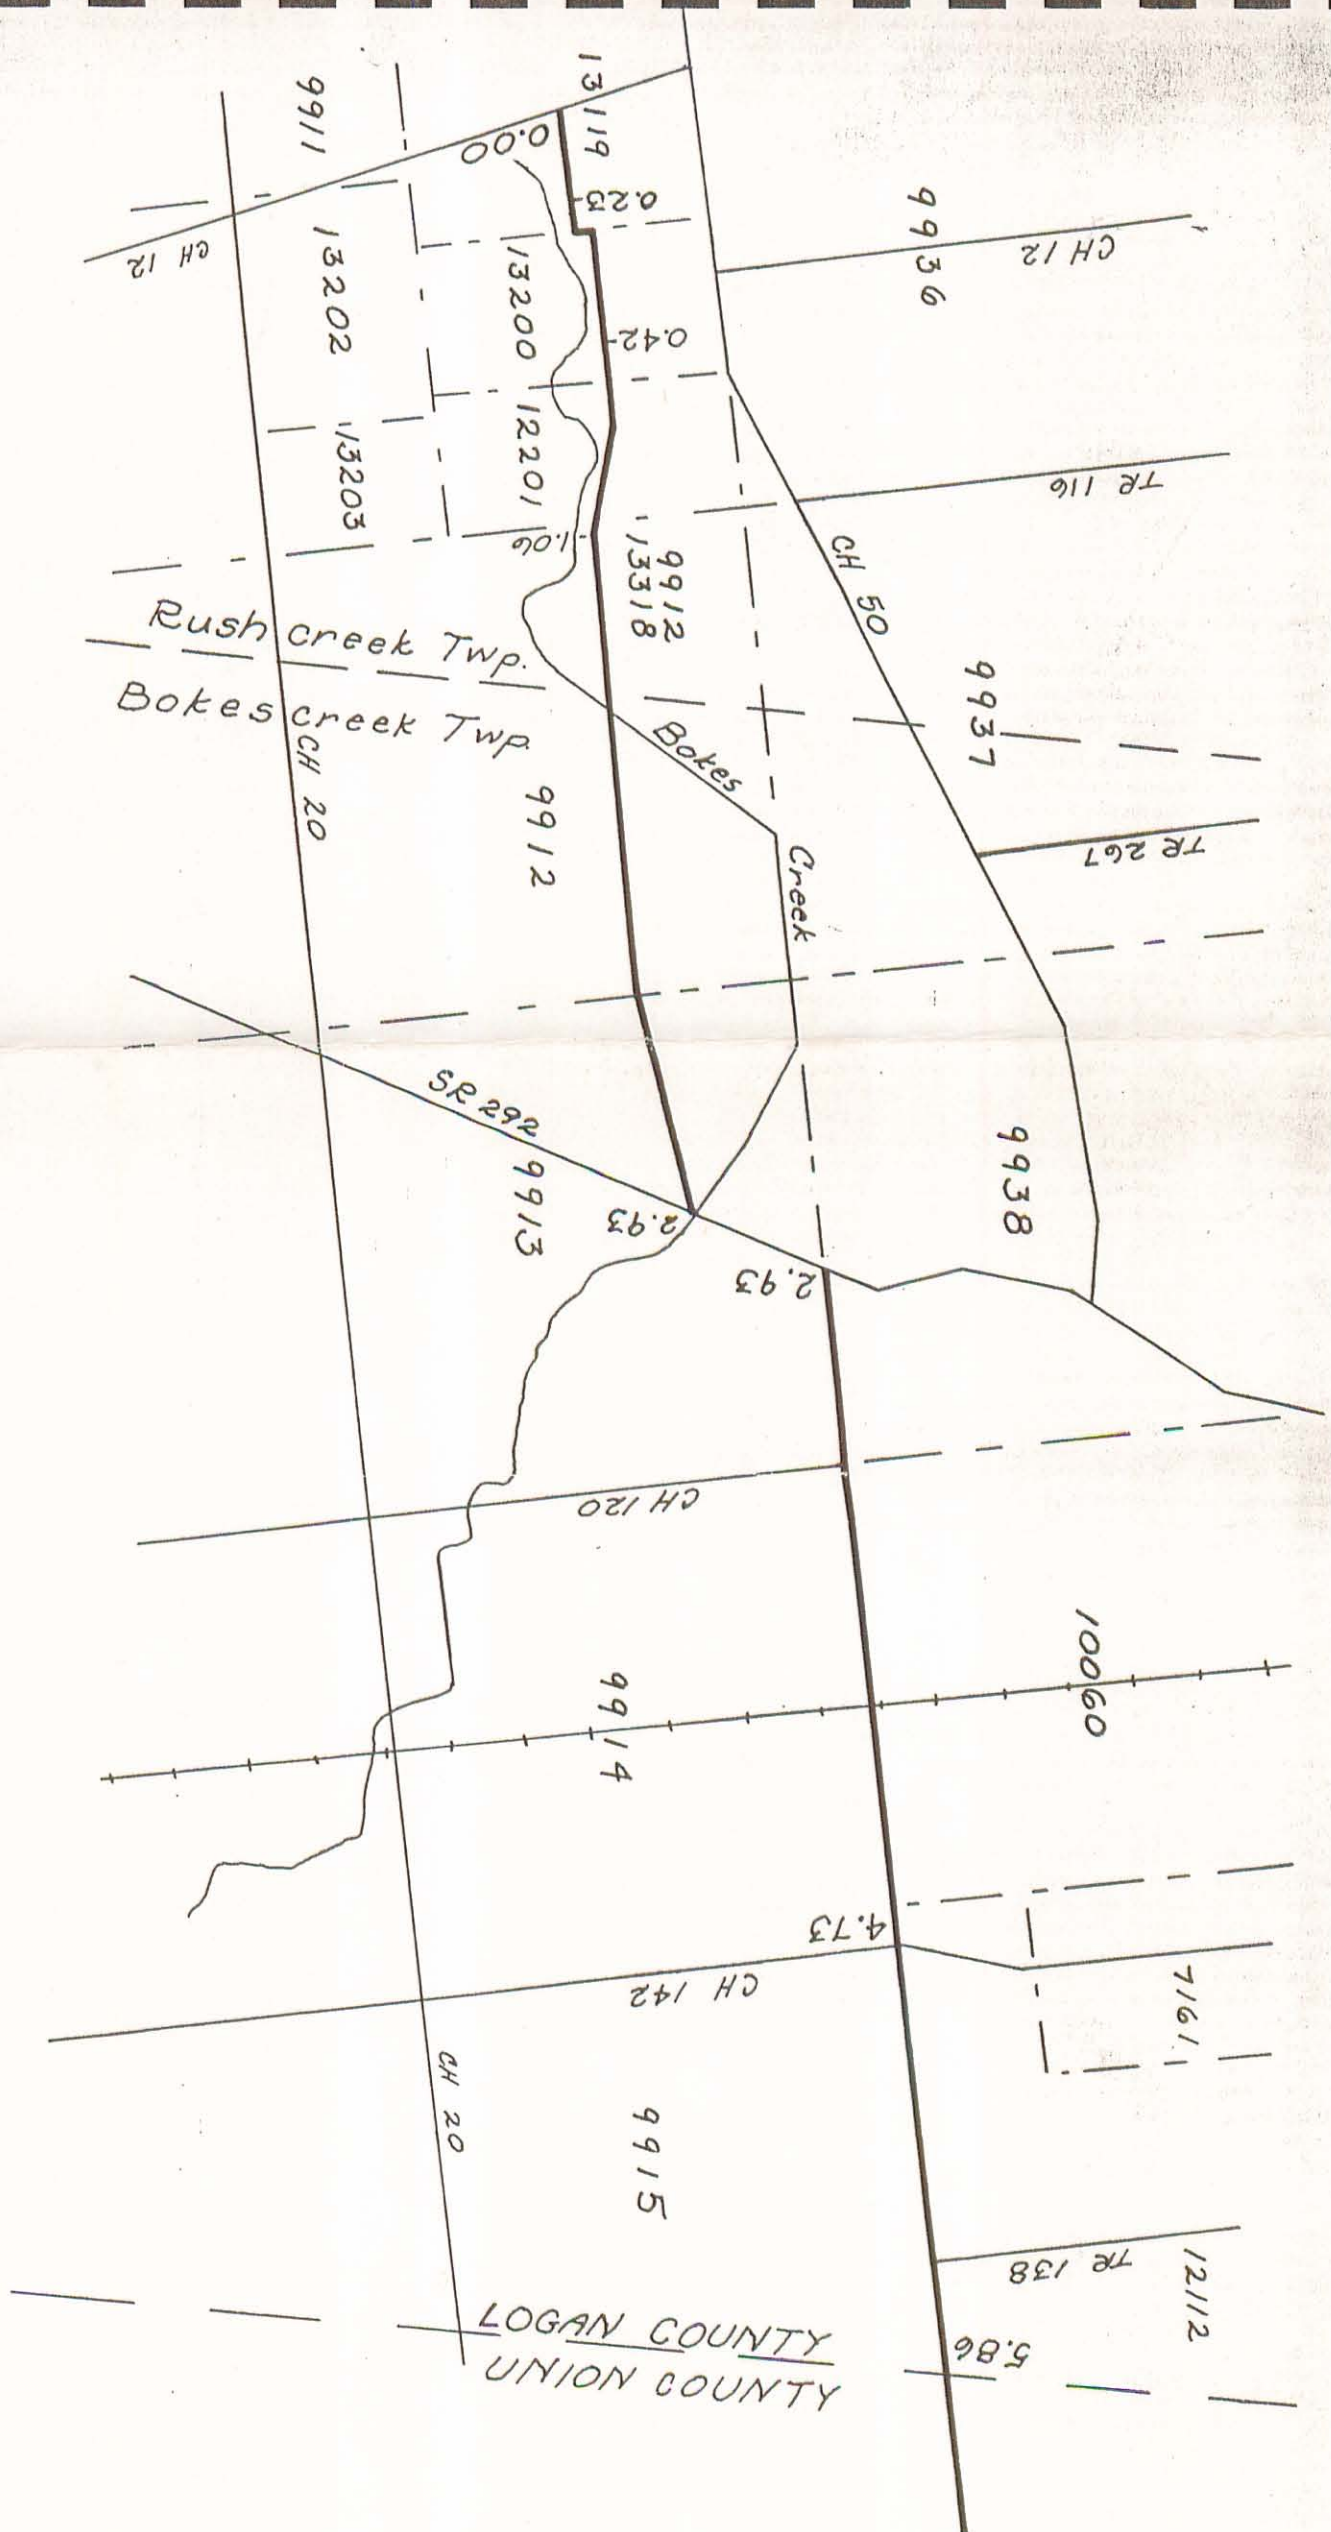 13119
9911
0.00
0.23
9936
CH 12
CH 12
13202
13200
0.42
12201
13203
TR 116
1.06
9912
13318
CH 50
Rush Creek Twp.
Bokes Creek Twp.
9937
Bokes
Creek
CH 20
9912
TR 267
SR 292
9913
9938
2.93
2.93
CH 120
10060
9914
4.73
CH 142
7161
CH 20
9915
TR 138
12112
LOGAN COUNTY
UNION COUNTY
5.86